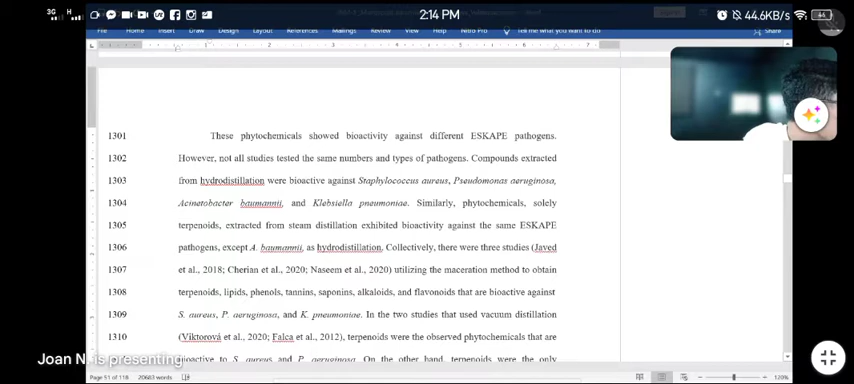 3G H 2:14 PM 44.6KB/s 46
File Home Insert Draw Design Layout References Mailings Review View Help Nitro Pro Tell me what you want to do Share
1301 These phytochemicals showed bioactivity against different ESKAPE pathogens.
1302 However, not all studies tested the same numbers and types of pathogens. Compounds extracted
1303 from hydrodistillation were bioactive against Staphylococcus aureus, Pseudomonas aeruginosa,
1304 Acinetobacter baumannii, and Klebsiella pneumoniae. Similarly, phytochemicals, solely
1305 terpenoids, extracted from steam distillation exhibited bioactivity against the same ESKAPE
1306 pathogens, except A. baumannii, as hydrodistillation. Collectively, there were three studies (Javed
1307 et al., 2018; Cherian et al., 2020; Naseem et al., 2020) utilizing the maceration method to obtain
1308 terpenoids, lipids, phenols, tannins, saponins, alkaloids, and flavonoids that are bioactive against
1309 S. aureus, P. aeruginosa, and K. pneumoniae. In the two studies that used vacuum distillation
1310 (Viktorová et al., 2020; Falca et al., 2012), terpenoids were the observed phytochemicals that are
bioactive to S. aureus and P. aeruginosa. On the other hand, terpenoids were the only
Joan N. is presenting
Page 51 of 118 20683 words 120%